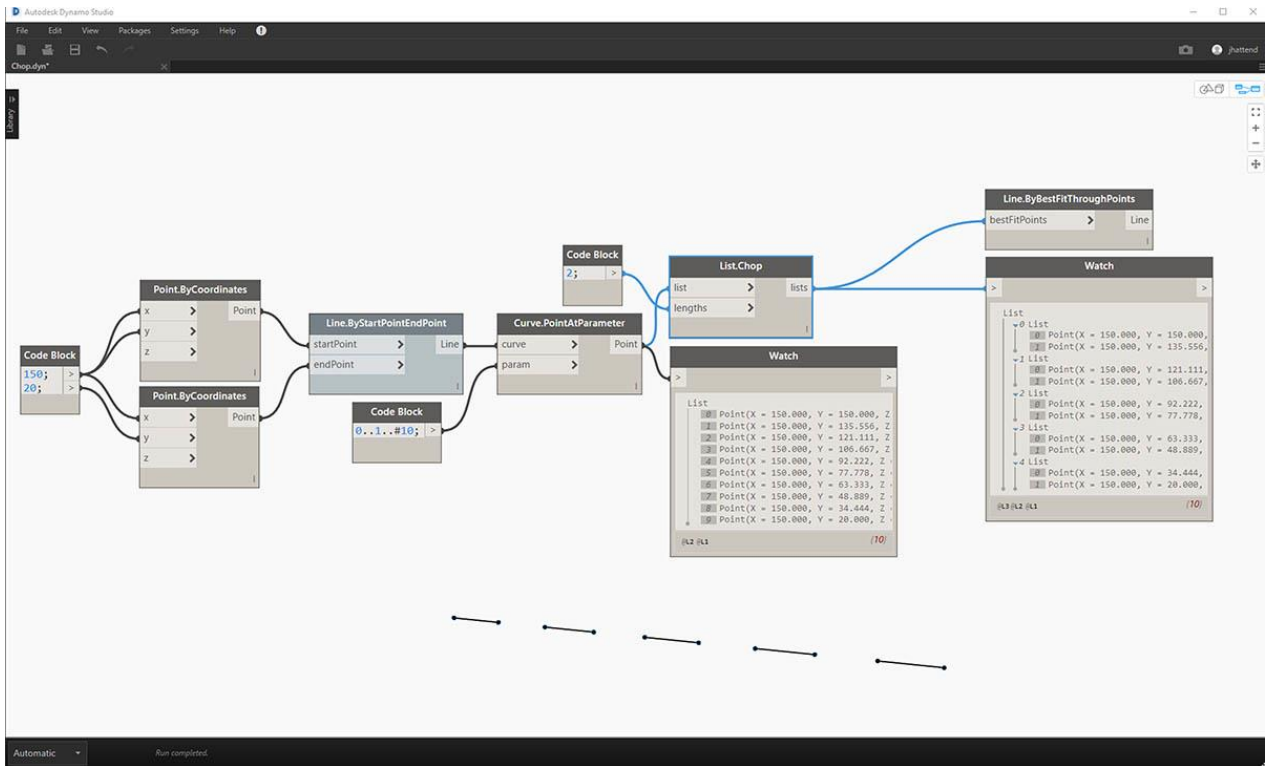 Autodesk Dynamo Studio
File Edit View Packages Settings Help !
jhattend
Chop.dyn*
Library
Line.ByBestFitThroughPoints
bestFitPoints > Line
Code Block
2; >
List.Chop
list > lists
lengths >
Watch
> >
List
0 List
0 Point(X = 150.000, Y = 150.000,
1 Point(X = 150.000, Y = 135.556,
1 List
0 Point(X = 150.000, Y = 121.111,
1 Point(X = 150.000, Y = 106.667,
2 List
0 Point(X = 150.000, Y = 92.222,
1 Point(X = 150.000, Y = 77.778,
3 List
0 Point(X = 150.000, Y = 63.333,
1 Point(X = 150.000, Y = 48.889,
4 List
0 Point(X = 150.000, Y = 34.444,
1 Point(X = 150.000, Y = 20.000,
@L3 @L2 @L1 {10}
Point.ByCoordinates
x > Point
y >
z >
Line.ByStartPointEndPoint
startPoint > Line
endPoint >
Curve.PointAtParameter
curve > Point
param >
Code Block
150; >
20; >
Point.ByCoordinates
x > Point
y >
z >
Code Block
0..1..#10; >
Watch
> >
List
0 Point(X = 150.000, Y = 150.000, Z
1 Point(X = 150.000, Y = 135.556, Z
2 Point(X = 150.000, Y = 121.111, Z
3 Point(X = 150.000, Y = 106.667, Z
4 Point(X = 150.000, Y = 92.222, Z
5 Point(X = 150.000, Y = 77.778, Z
6 Point(X = 150.000, Y = 63.333, Z
7 Point(X = 150.000, Y = 48.889, Z
8 Point(X = 150.000, Y = 34.444, Z
9 Point(X = 150.000, Y = 20.000, Z
@L2 @L1 {10}
Automatic
Run completed.